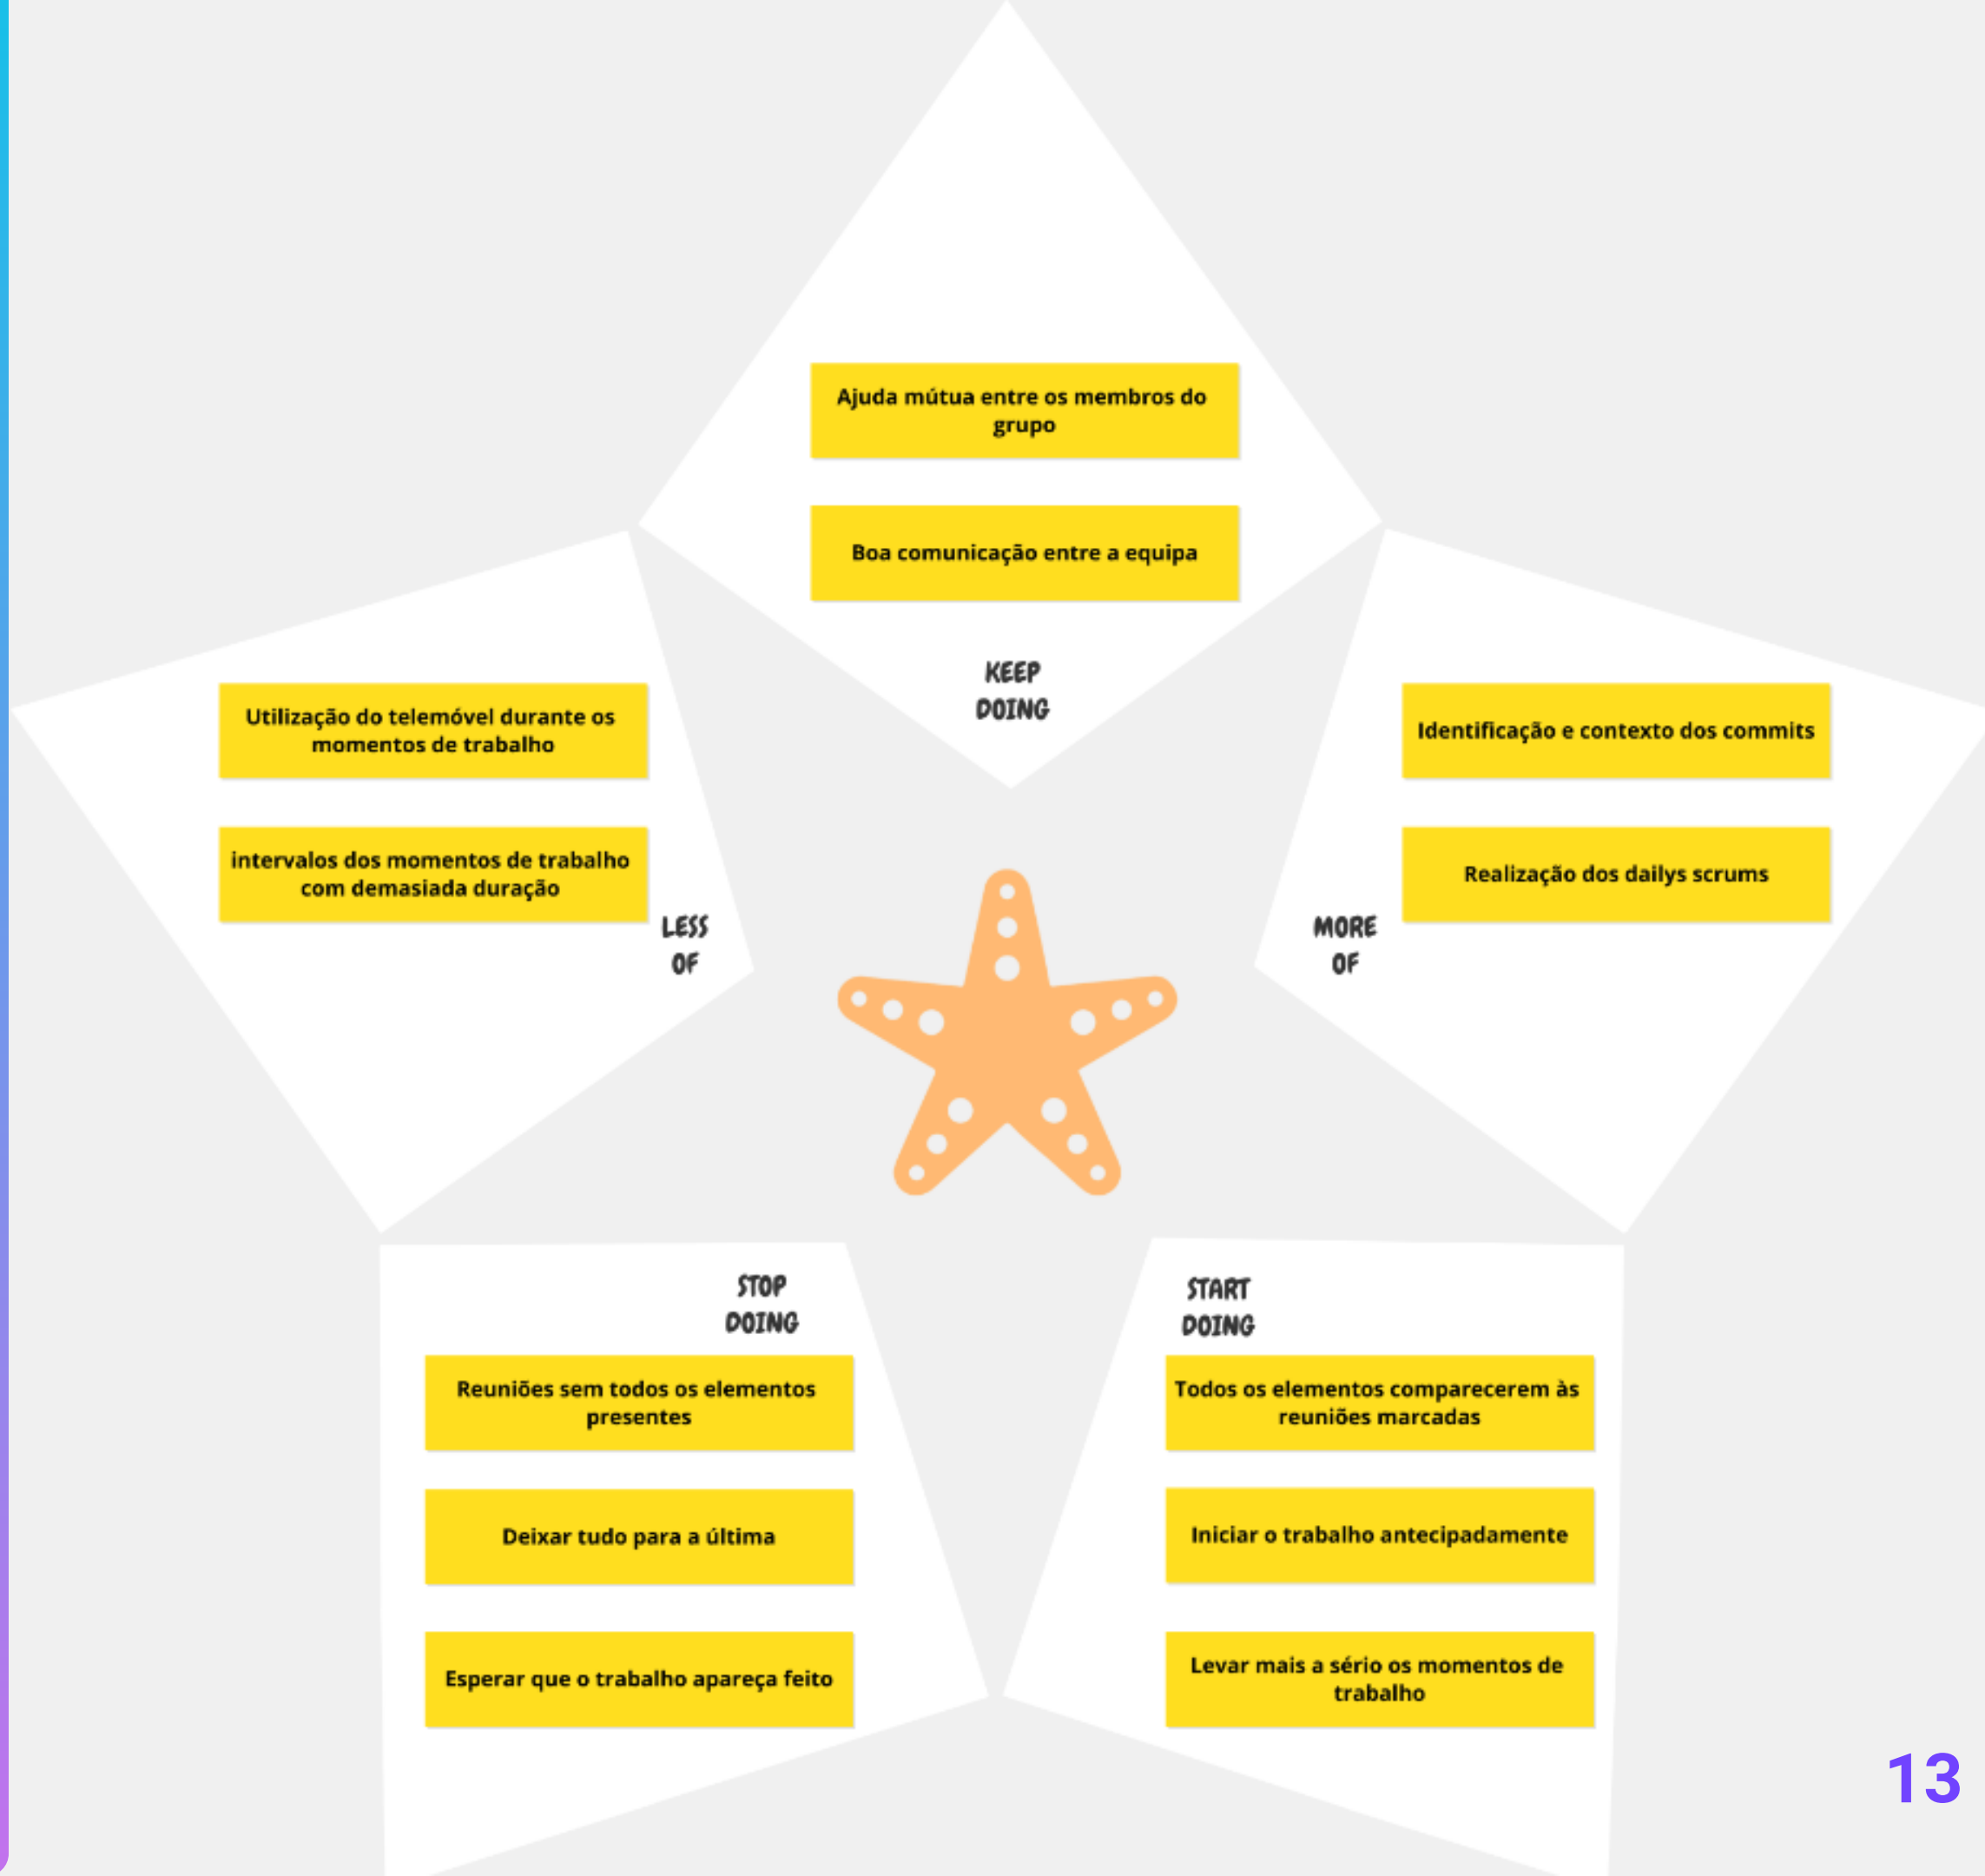 Ajuda mútua entre os membros do
grupo
Boa comunicação entre a equipa
KEEP
DOING
Utilização do telemóvel durante os
momentos de trabalho
intervalos dos momentos de trabalho
com demasiada duração
LESS
OF
Identificação e contexto dos commits
Realização dos dailys scrums
MORE
OF
STOP
DOING
Reuniões sem todos os elementos
presentes
Deixar tudo para a última
Esperar que o trabalho apareça feito
START
DOING
Todos os elementos comparecerem às
reuniões marcadas
Iniciar o trabalho antecipadamente
Levar mais a sério os momentos de
trabalho
13